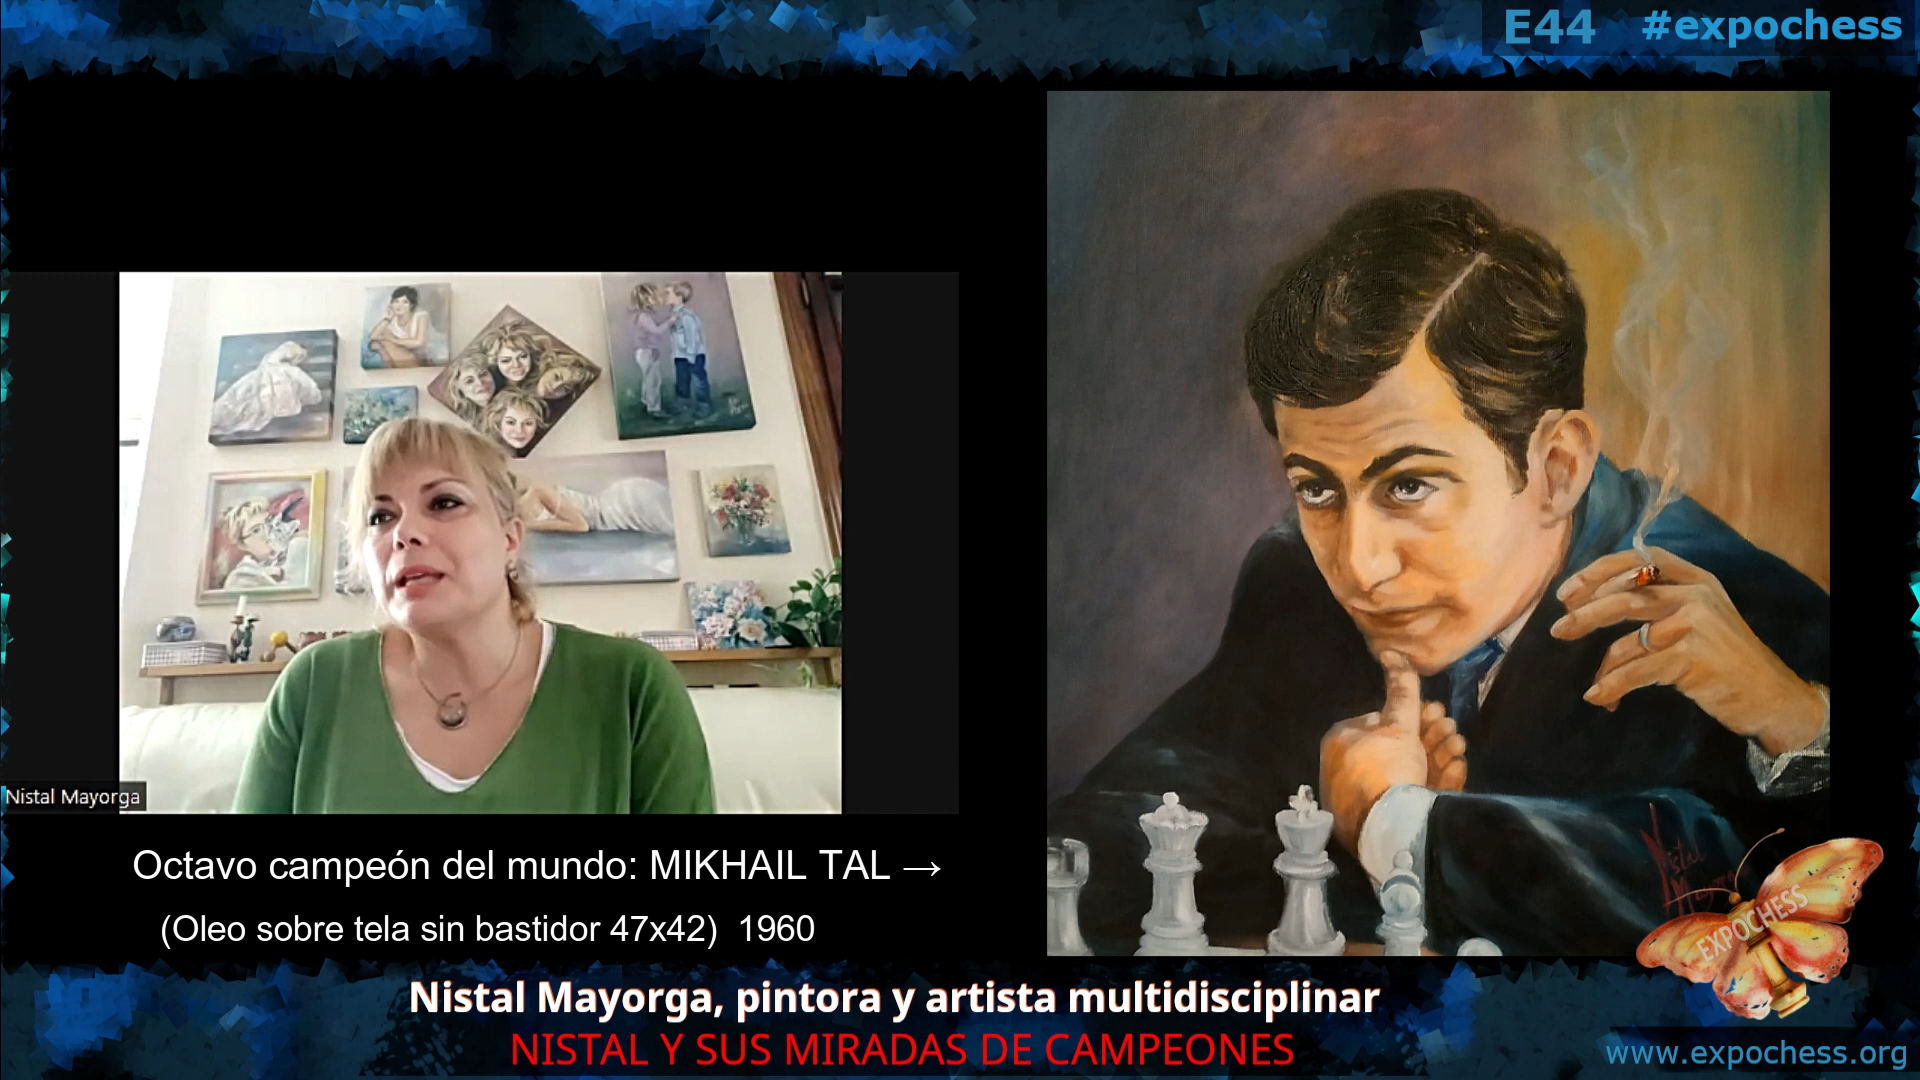 E44 #expochess
Nistal Mayorga
Octavo campeón del mundo: MIKHAIL TAL →
(Oleo sobre tela sin bastidor 47x42) 1960
Nistal
EXPOCHESS
Nistal Mayorga, pintora y artista multidisciplinar
NISTAL Y SUS MIRADAS DE CAMPEONES
www.expochess.org